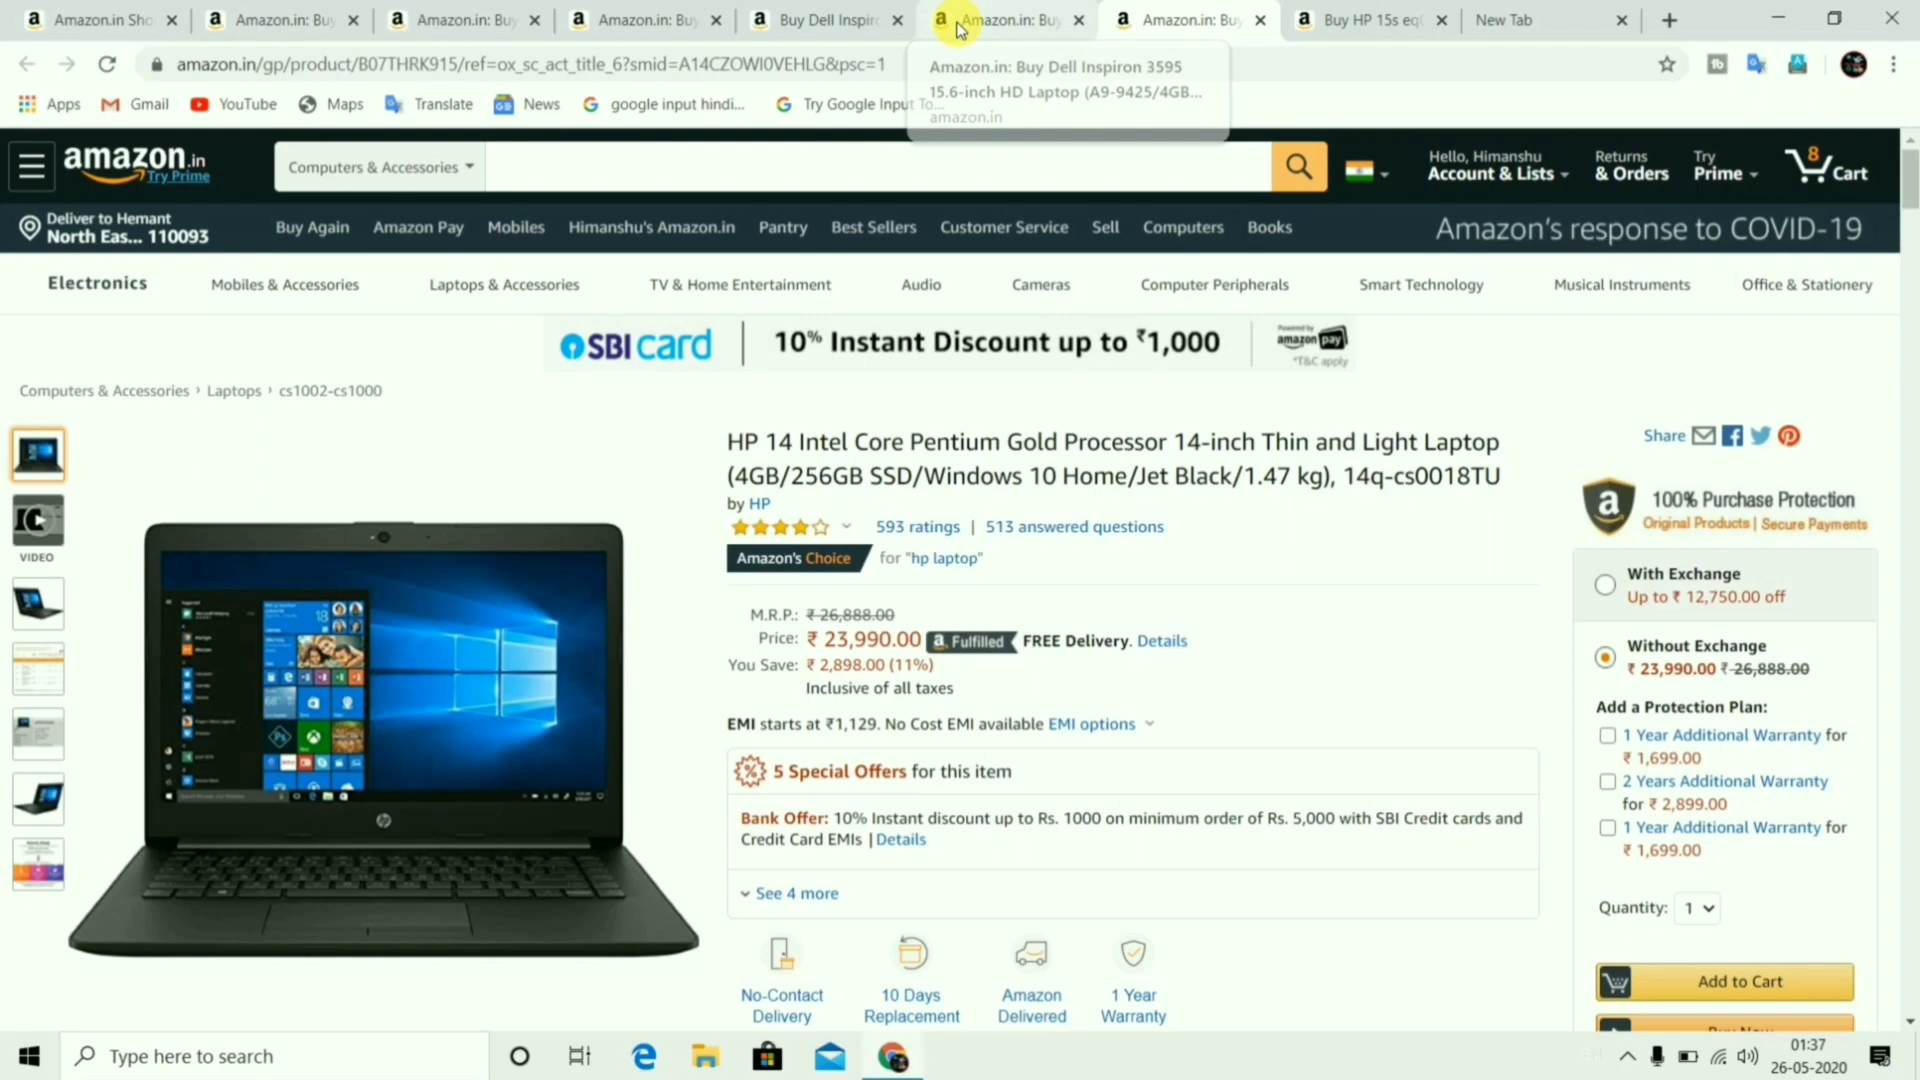 Amazon.in Sho
Amazon.in: Buy
Amazon.in: Buy
Amazon.in: Buy
Buy Dell Inspir
Amazon.in: Buy
Amazon.in: Buy
Buy HP 15s eq
New Tab
amazon.in/gp/product/B07THRK915/ref=ox_sc_act_title_6?smid=A14CZOWI0VEHLG&psc=1
Amazon.in: Buy Dell Inspiron 3595
15.6-inch HD Laptop (A9-9425/4GB...
amazon.in
Apps
Gmail
YouTube
Maps
Translate
News
google input hindi...
Try Google Input To...
amazon.in
Try Prime
Computers & Accessories
Hello, Himanshu
Account & Lists
Returns
& Orders
Try
Prime
8
Cart
Deliver to Hemant
North Eas... 110093
Buy Again
Amazon Pay
Mobiles
Himanshu's Amazon.in
Pantry
Best Sellers
Customer Service
Sell
Computers
Books
Amazon's response to COVID-19
Electronics
Mobiles & Accessories
Laptops & Accessories
TV & Home Entertainment
Audio
Cameras
Computer Peripherals
Smart Technology
Musical Instruments
Office & Stationery
SBI card
10% Instant Discount up to ₹1,000
Powered by
amazon pay
*T&C apply
Computers & Accessories › Laptops › cs1002-cs1000
HP 14 Intel Core Pentium Gold Processor 14-inch Thin and Light Laptop
(4GB/256GB SSD/Windows 10 Home/Jet Black/1.47 kg), 14q-cs0018TU
by HP
593 ratings | 513 answered questions
Amazon's Choice for "hp laptop"
M.R.P.: ₹ 26,888.00
Price: ₹ 23,990.00 a Fulfilled FREE Delivery. Details
You Save: ₹ 2,898.00 (11%)
Inclusive of all taxes
EMI starts at ₹1,129. No Cost EMI available EMI options
5 Special Offers for this item
Bank Offer: 10% Instant discount up to Rs. 1000 on minimum order of Rs. 5,000 with SBI Credit cards and
Credit Card EMIs | Details
See 4 more
No-Contact
Delivery
10 Days
Replacement
Amazon
Delivered
1 Year
Warranty
VIDEO
Share
100% Purchase Protection
Original Products | Secure Payments
With Exchange
Up to ₹ 12,750.00 off
Without Exchange
₹ 23,990.00 ₹ 26,888.00
Add a Protection Plan:
1 Year Additional Warranty for
₹ 1,699.00
2 Years Additional Warranty
for ₹ 2,899.00
1 Year Additional Warranty for
₹ 1,699.00
Quantity: 1
Add to Cart
Type here to search
01:37
26-05-2020